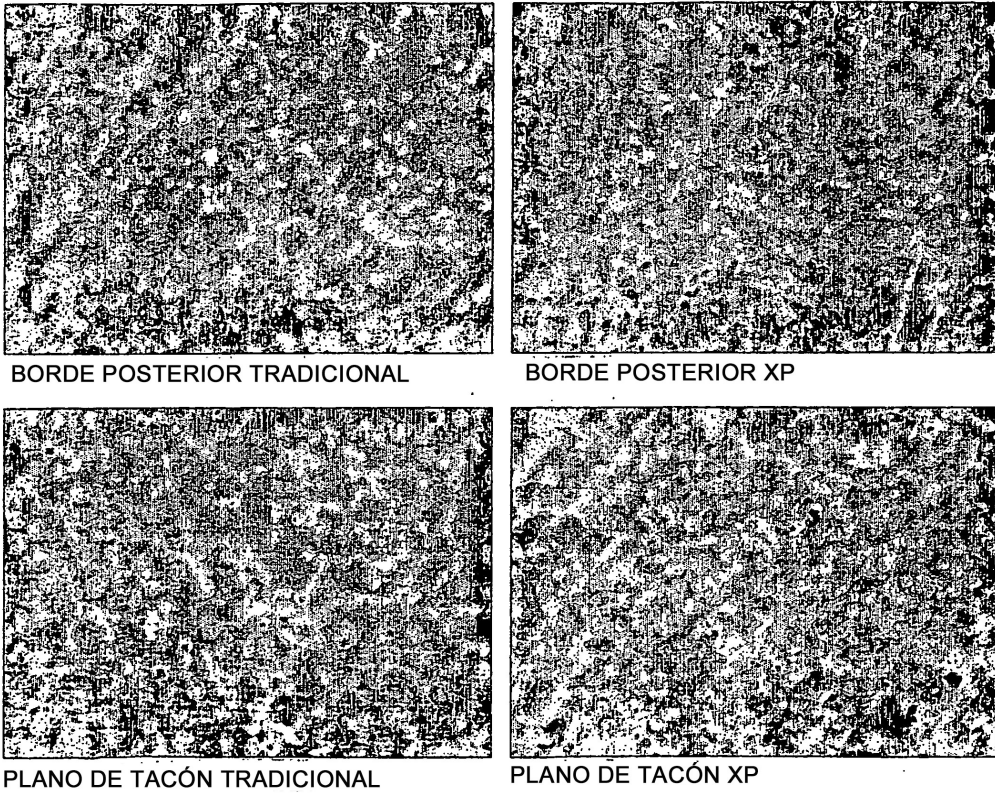 BORDE POSTERIOR TRADICIONAL
BORDE POSTERIOR XP
PLANO DE TACÓN TRADICIONAL
PLANO DE TACÓN XP